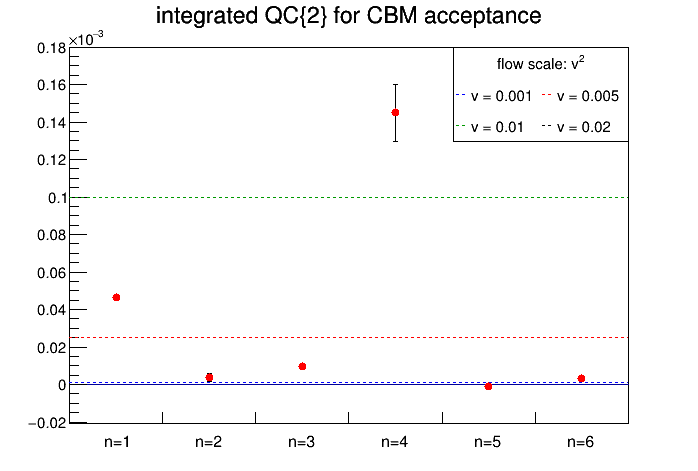 integrated QC{2} for CBM acceptance
×10⁻³
0.18
0.16
0.14
0.12
0.1
0.08
0.06
0.04
0.02
0
−0.02
flow scale: v²
v = 0.001 v = 0.005
v = 0.01 v = 0.02
n=1 n=2 n=3 n=4 n=5 n=6